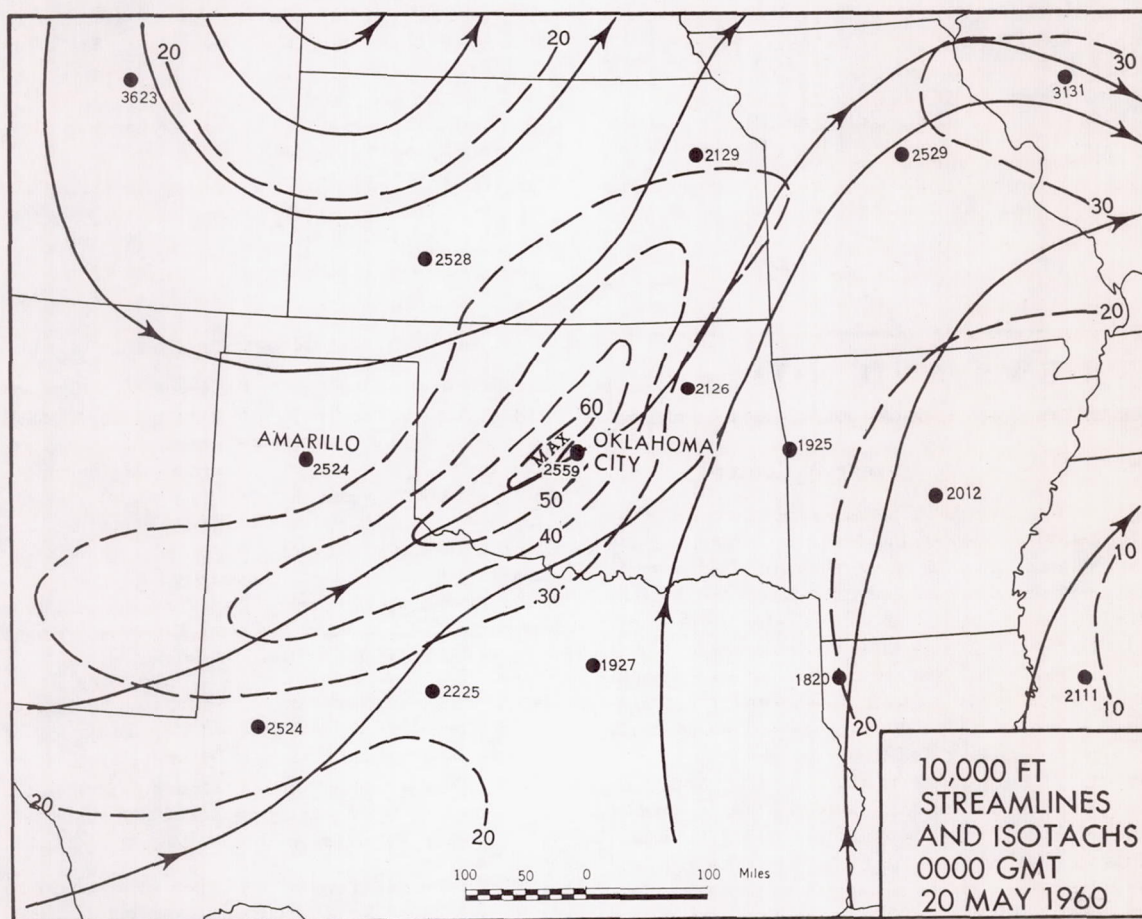 20
20
30
3623
3131
2129
2529
30
2528
20
2126
60
AMARILLO
MAX
OKLAHOMA
1925
2524
2559
CITY
50
2012
40
10
.30
1927
1820
2225
2111
10
2524
20
20
20
100 50 0 100 Miles
10,000 FT
STREAMLINES
AND ISOTACHS
0000 GMT
20 MAY 1960